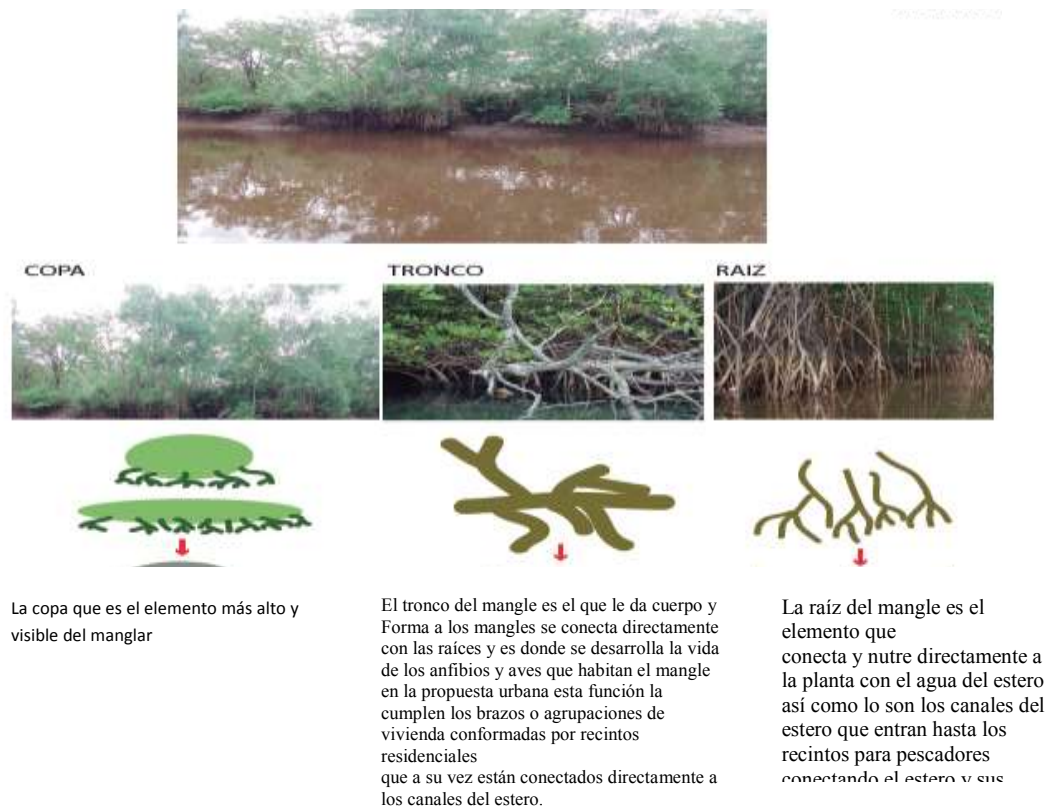 COPA
TRONCO
RAIZ
La copa que es el elemento más alto y
visible del manglar
El tronco del mangle es el que le da cuerpo y
Forma a los mangles se conecta directamente
con las raíces y es donde se desarrolla la vida
de los anfibios y aves que habitan el mangle
en la propuesta urbana esta función la
cumplen los brazos o agrupaciones de
vivienda conformadas por recintos
residenciales
que a su vez están conectados directamente a
los canales del estero.
La raíz del mangle es el
elemento que
conecta y nutre directamente a
la planta con el agua del estero
así como lo son los canales del
estero que entran hasta los
recintos para pescadores
conectando el estero y sus